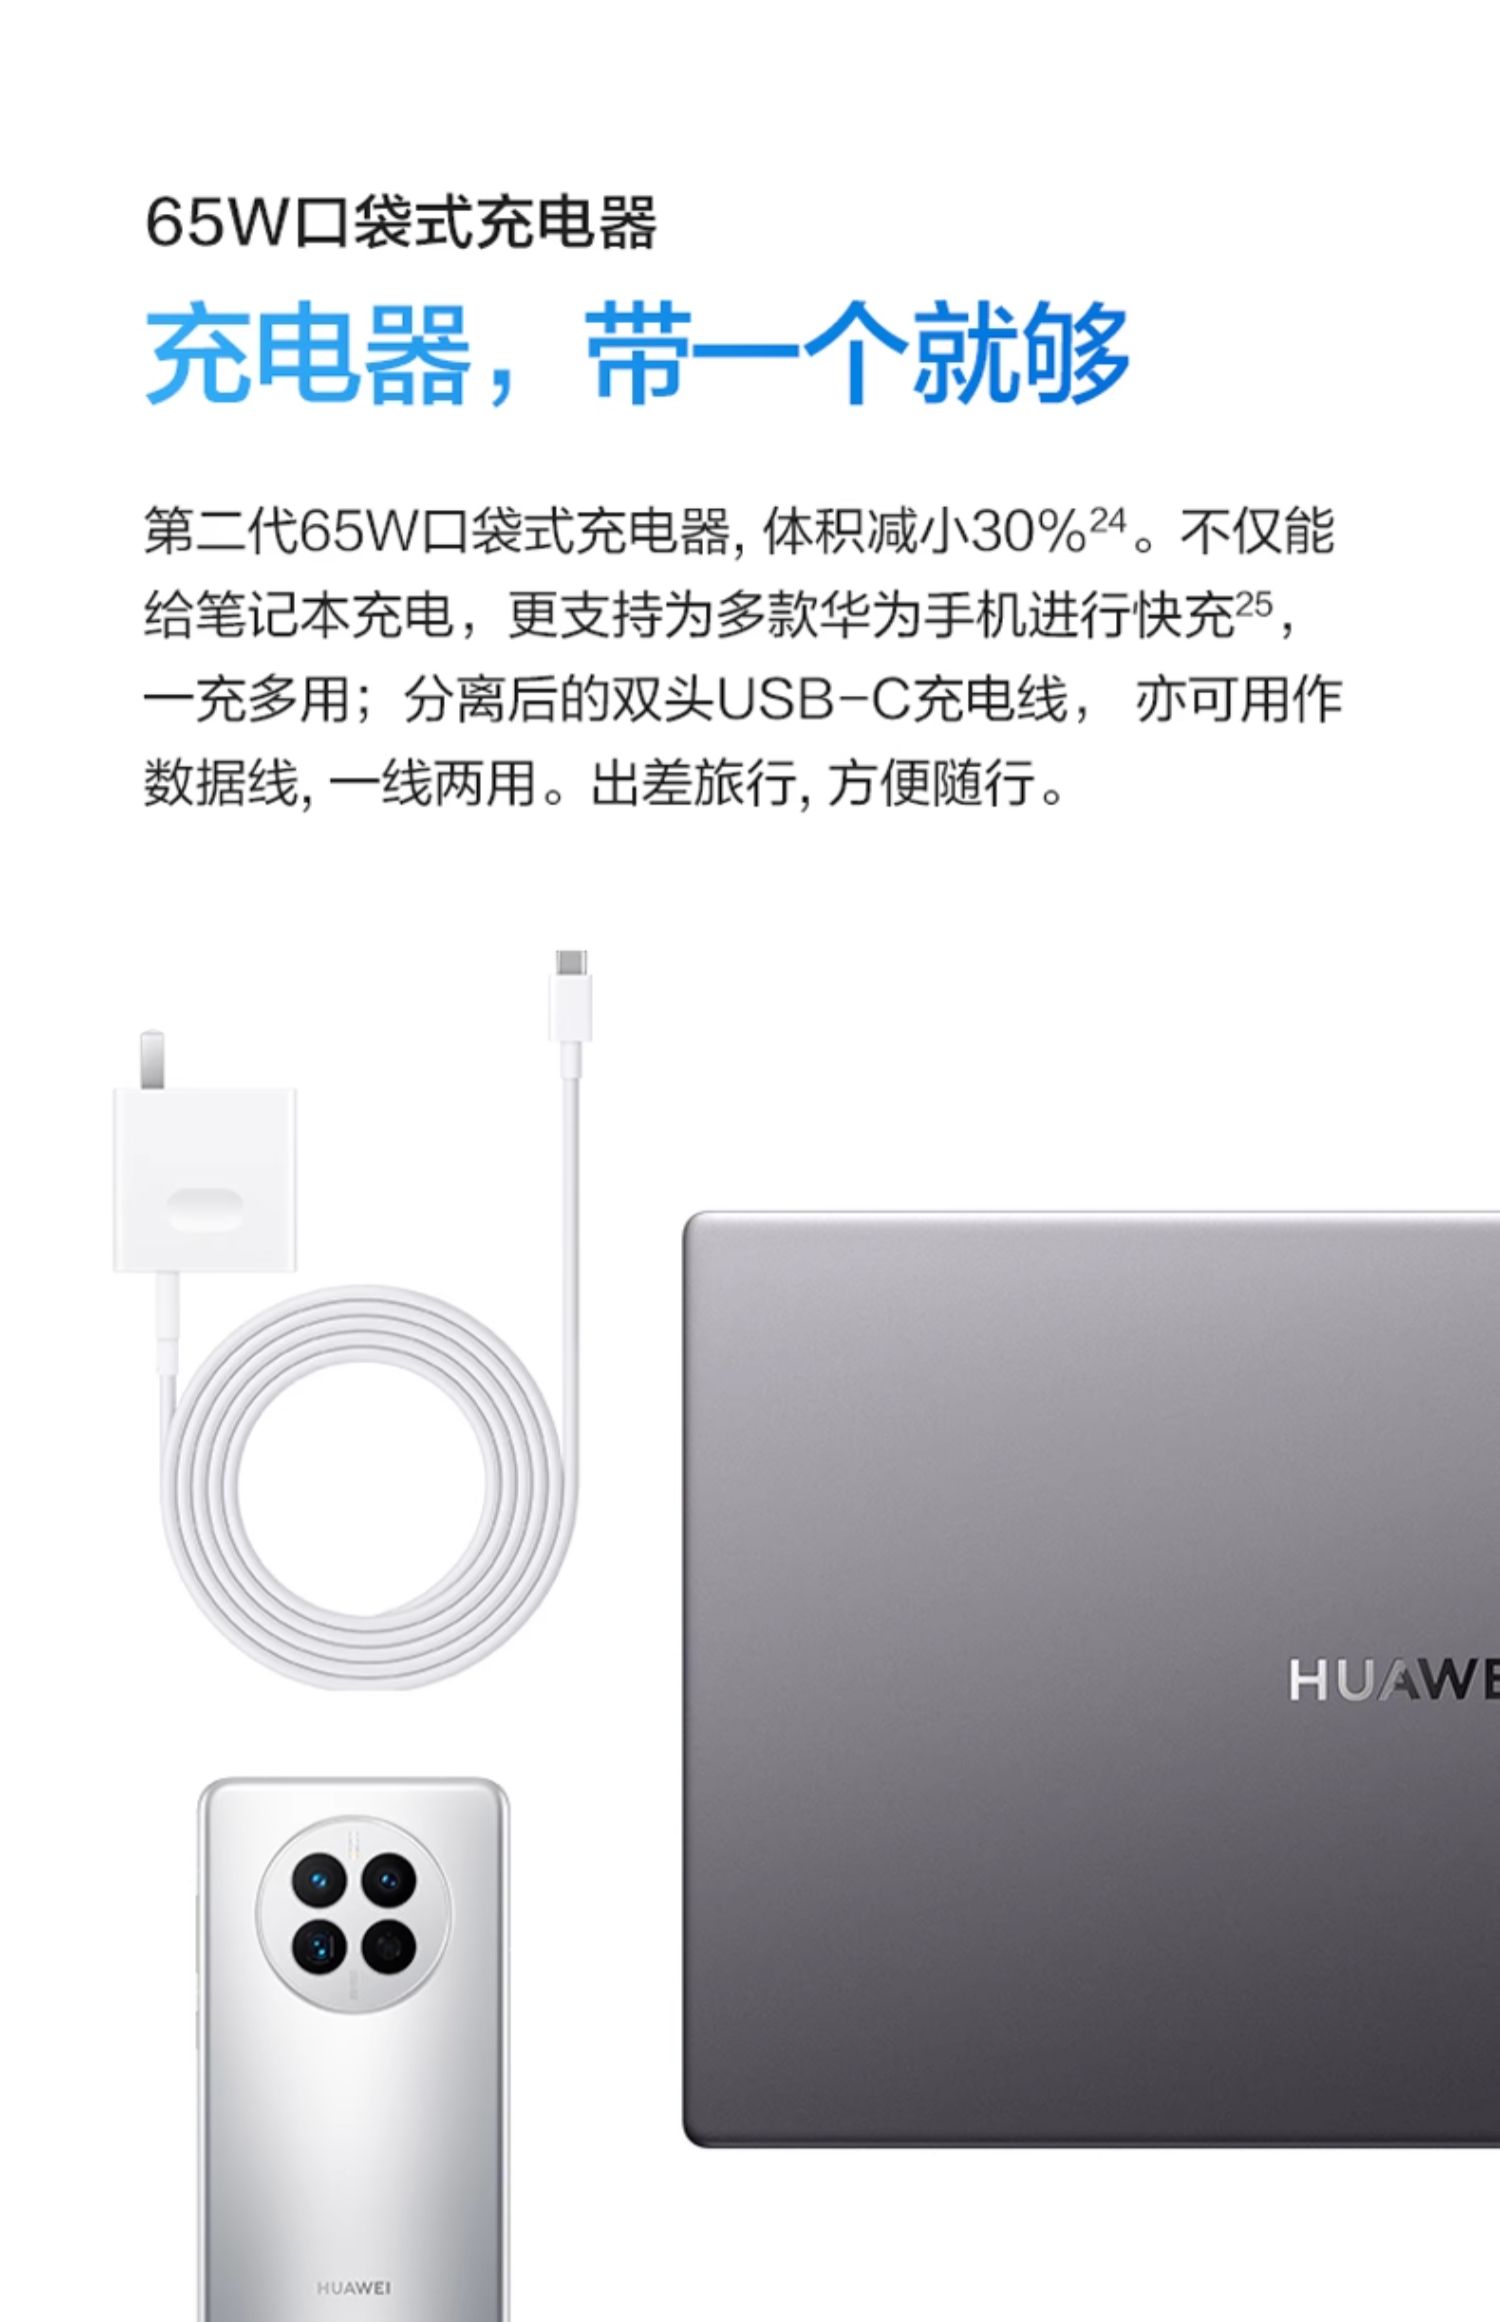 65W口袋式充电器
充电器，带一个就够
第二代65W口袋式充电器, 体积减小30%24。不仅能
给笔记本充电，更支持为多款华为手机进行快充25，
一充多用；分离后的双头USB-C充电线， 亦可用作
数据线, 一线两用。出差旅行, 方便随行。
HUAWE
HUAWEI